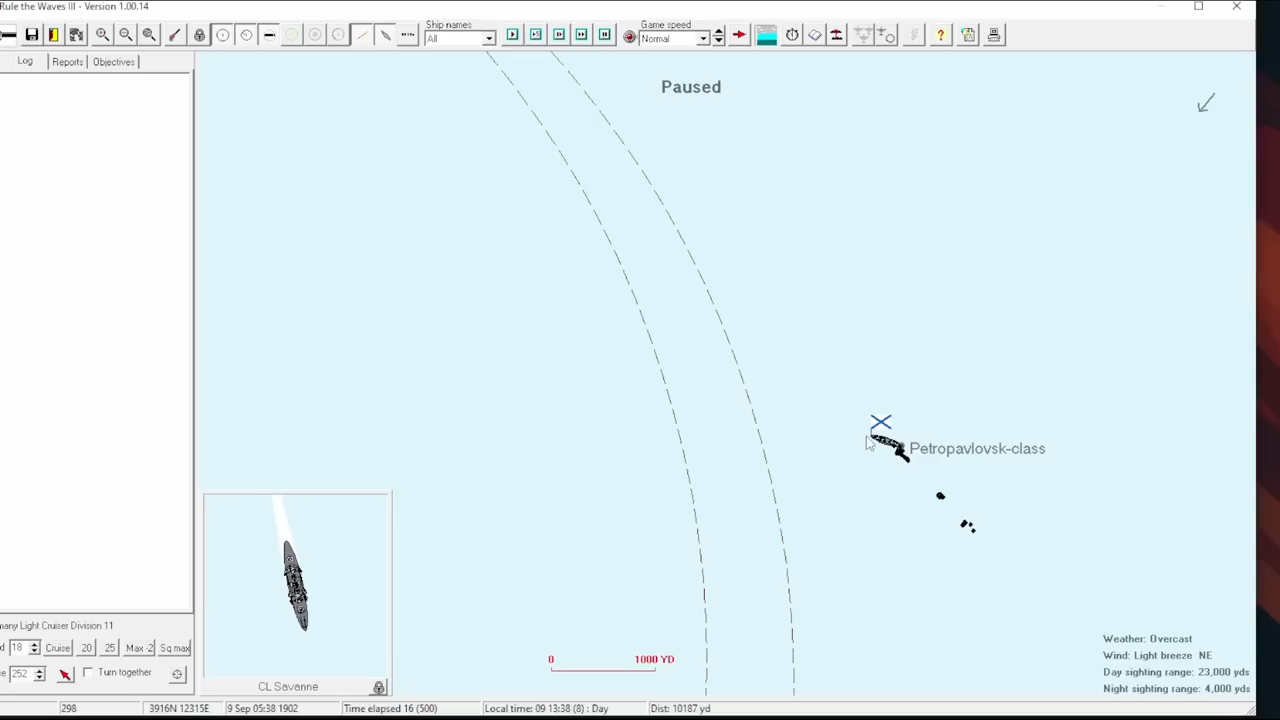 Rule the Waves III - Version 1.00.14
Ship names
All
Game speed
Normal
Log
Reports
Objectives
Paused
Petropavlovsk-class
many Light Cruiser Division 11
18
Cruise
20
25
Max -2
Sq max
252
Turn together
CL Savanne
0
1000 YD
Weather: Overcast
Wind: Light breeze NE
Day sighting range: 23,000 yds
Night sighting range: 4,000 yds
298
3916N 12315E
9 Sep 05:38 1902
Time elapsed 16 (500)
Local time: 09 13:38 (8) : Day
Dist: 10187 yd